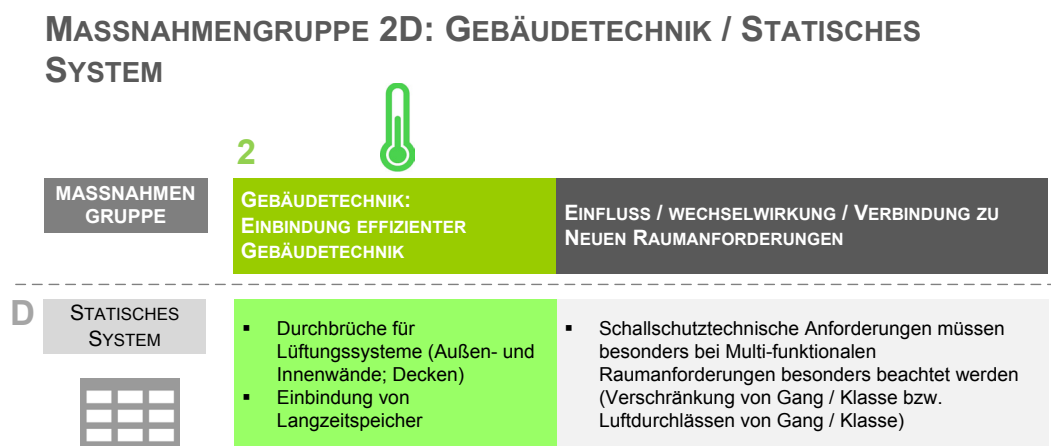 MASSNAHMENGRUPPE 2D: GEBÄUDETECHNIK / STATISCHES
SYSTEM
2
MASSNAHMEN
GRUPPE
GEBÄUDETECHNIK:
EINBINDUNG EFFIZIENTER
GEBÄUDETECHNIK
EINFLUSS / WECHSELWIRKUNG / VERBINDUNG ZU
NEUEN RAUMANFORDERUNGEN
D
STATISCHES
SYSTEM
▪ Durchbrüche für
Lüftungssysteme (Außen- und
Innenwände; Decken)
▪ Einbindung von
Langzeitspeicher
▪ Schallschutztechnische Anforderungen müssen
besonders bei Multi-funktionalen
Raumanforderungen besonders beachtet werden
(Verschränkung von Gang / Klasse bzw.
Luftdurchlässen von Gang / Klasse)